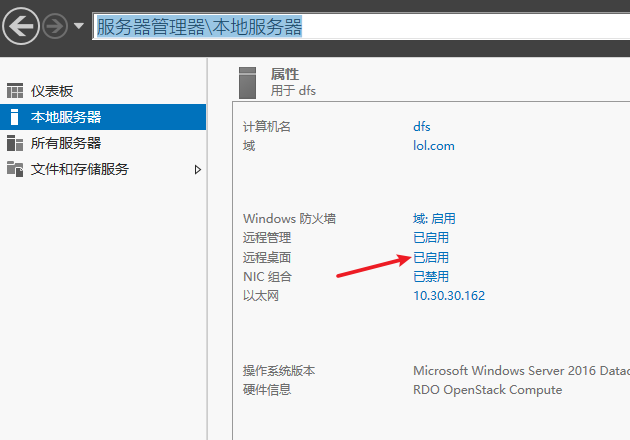 服务器管理器\本地服务器
仪表板
本地服务器
所有服务器
文件和存储服务
属性
用于 dfs
计算机名 dfs
域 lol.com
Windows 防火墙 域: 启用
远程管理 已启用
远程桌面 已启用
NIC 组合 已禁用
以太网 10.30.30.162
操作系统版本 Microsoft Windows Server 2016 Datac
硬件信息 RDO OpenStack Compute